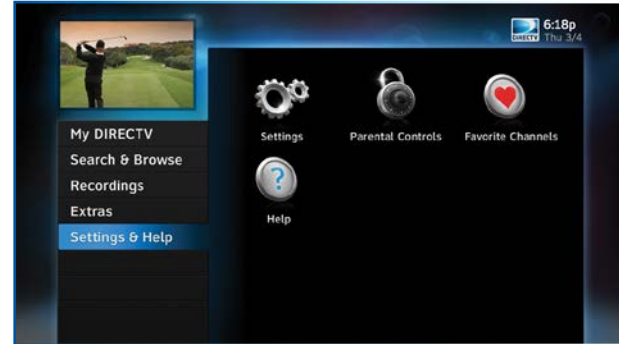 6:18p
DIRECTV Thu 3/4
My DIRECTV
Search & Browse
Recordings
Extras
Settings & Help
Settings
Parental Controls
Favorite Channels
?
Help